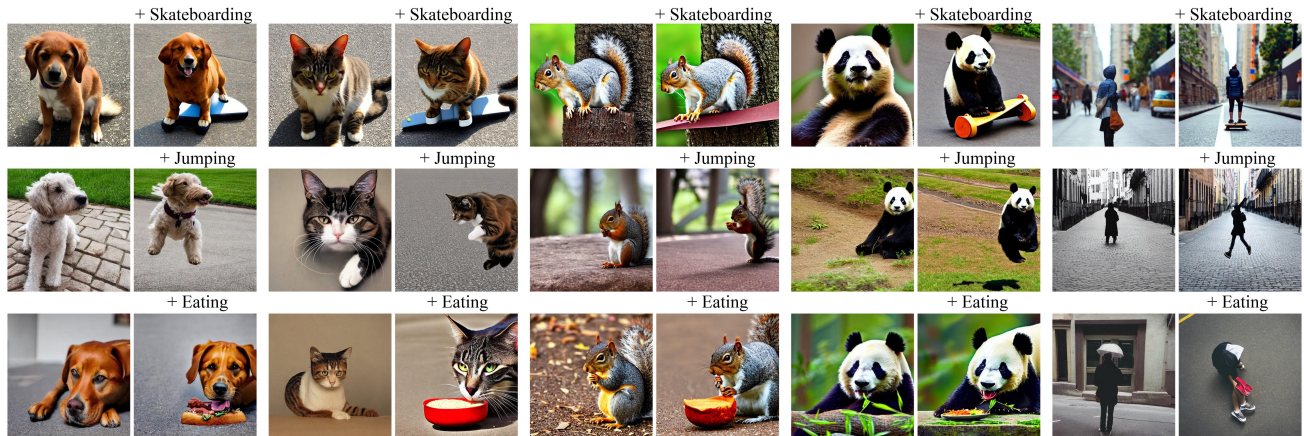 + Skateboarding + Skateboarding + Skateboarding + Skateboarding + Skateboarding
+ Jumping + Jumping + Jumping + Jumping + Jumping
+ Eating + Eating + Eating + Eating + Eating